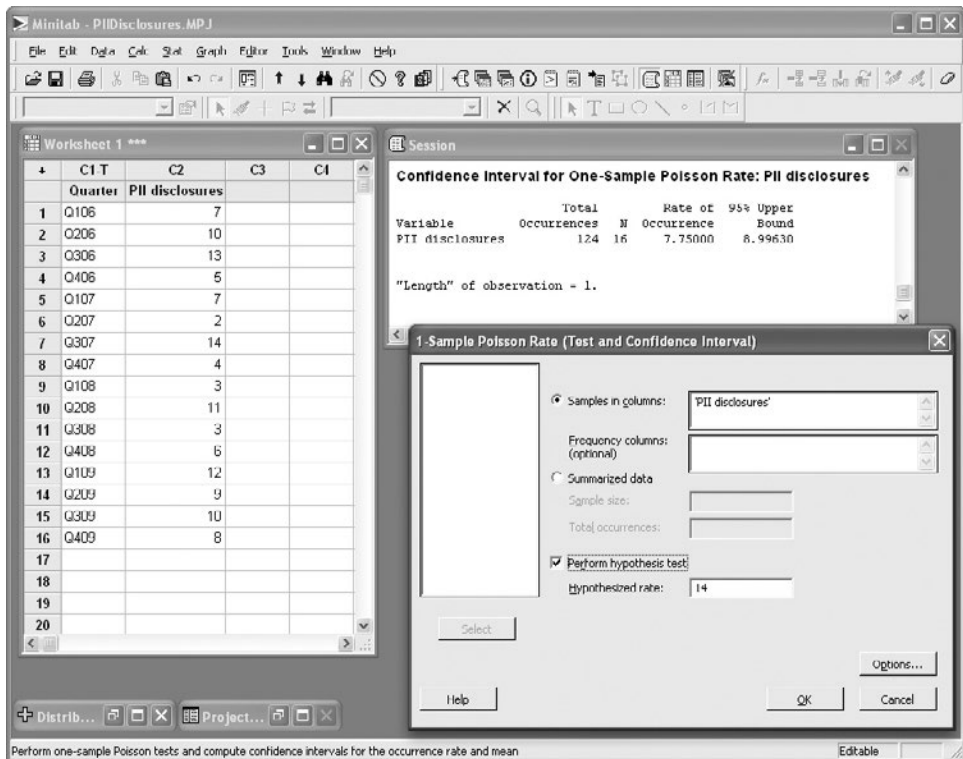 Minitab - PIIDisclosures.MPJ
File Edit Data Calc Stat Graph Editor Tools Window Help
Worksheet 1 ***
C1-T C2 C3 C4
Quarter PII disclosures
1 Q106 7
2 Q206 10
3 Q306 13
4 Q406 5
5 Q107 7
6 Q207 2
7 Q307 14
8 Q407 4
9 Q108 3
10 Q208 11
11 Q308 3
12 Q408 6
13 Q109 12
14 Q209 9
15 Q309 10
16 Q409 8
17
18
19
20
Session
Confidence Interval for One-Sample Poisson Rate: PII disclosures
Total Rate of 95% Upper
Variable Occurrences N Occurrence Bound
PII disclosures 124 16 7.75000 8.99630
"Length" of observation = 1.
1-Sample Poisson Rate (Test and Confidence Interval)
Samples in columns: 'PII disclosures'
Frequency columns:
(optional)
Summarized data
Sample size:
Total occurrences:
Perform hypothesis test
Hypothesized rate: 14
Select
Options...
Help OK Cancel
Distrib... Project...
Perform one-sample Poisson tests and compute confidence intervals for the occurrence rate and mean
Editable